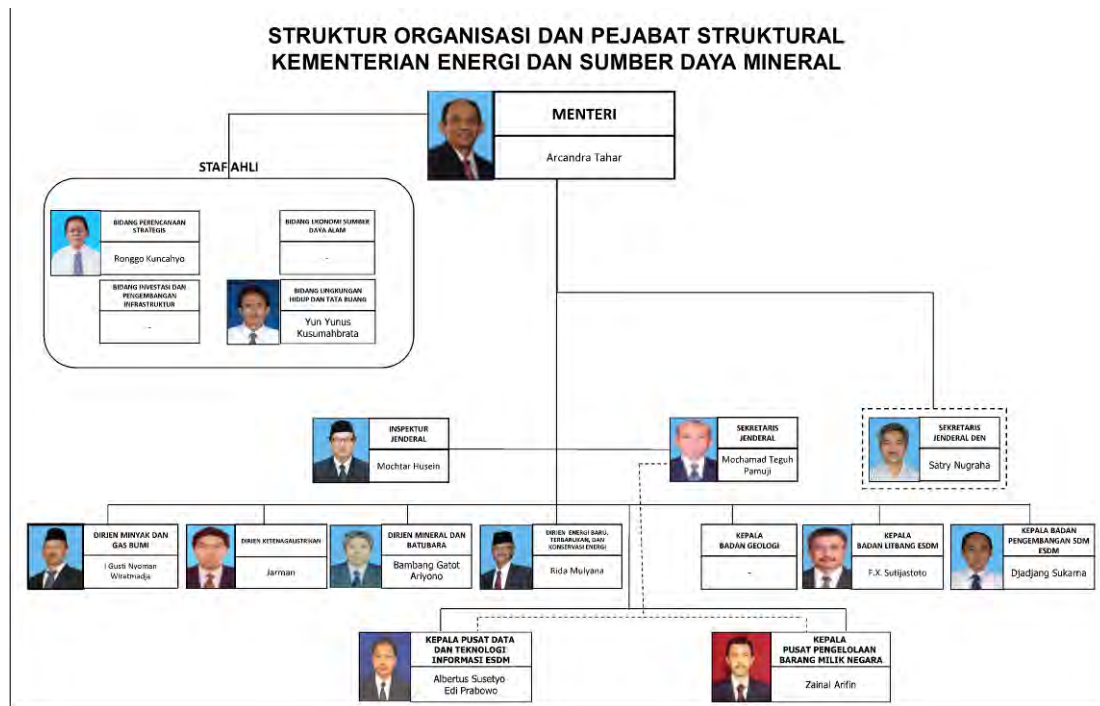 STRUKTUR ORGANISASI DAN PEJABAT STRUKTURAL
KEMENTERIAN ENERGI DAN SUMBER DAYA MINERAL
MENTERI
Arcandra Tahar
STAF AHLI
BIDANG PERENCANAAN
STRATEGIS
Ronggo Kuncahyo
BIDANG EKONOMI SUMBER
DAYA ALAM
-
BIDANG INVESTASI DAN
PENGEMBANGAN
INFRASTRUKTUR
-
BIDANG LINGKUNGAN
HIDUP DAN TATA RUANG
Yun Yunus
Kusumahbrata
INSPEKTUR
JENDERAL
Mochtar Husein
SEKRETARIS
JENDERAL
Mochamad Teguh
Pamuji
SEKRETARIS
JENDERAL DEN
Satry Nugraha
DIRJEN MINYAK DAN
GAS BUMI
I Gusti Nyoman
Wiratmadja
DIRJEN KETENAGALISTRIKAN
Jarman
DIRJEN MINERAL DAN
BATUBARA
Bambang Gatot
Ariyono
DIRJEN ENERGI BARU,
TERBARUKAN, DAN
KONSERVASI ENERGI
Rida Mulyana
KEPALA
BADAN GEOLOGI
-
KEPALA
BADAN LITBANG ESDM
F.X. Sutijastoto
KEPALA BADAN
PENGEMBANGAN SDM
ESDM
Djadjang Sukarna
KEPALA PUSAT DATA
DAN TEKNOLOGI
INFORMASI ESDM
Albertus Susetyo
Edi Prabowo
KEPALA
PUSAT PENGELOLAAN
BARANG MILIK NEGARA
Zainal Arifin